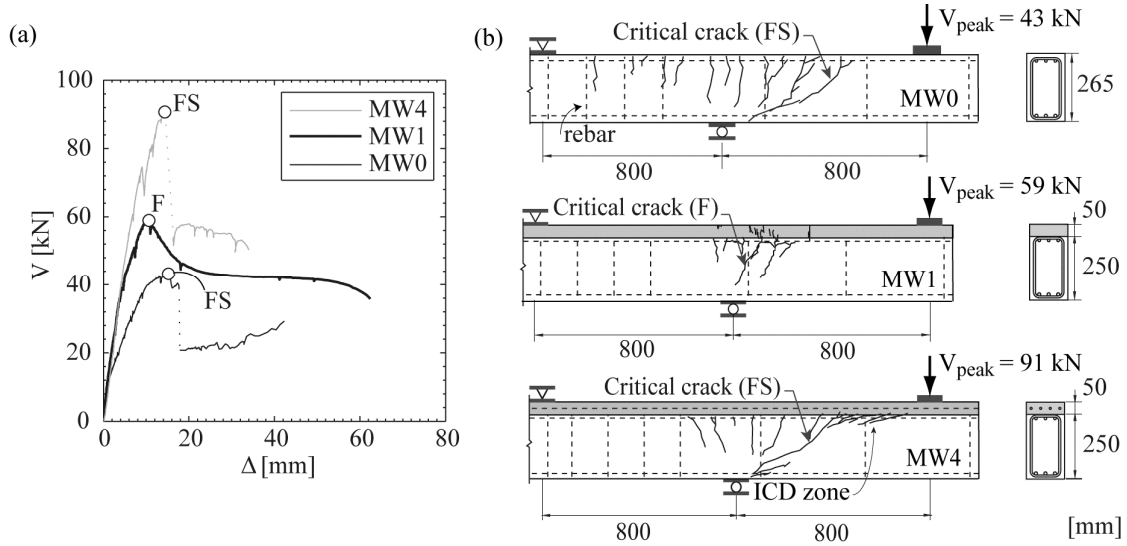 (a)
100
80
60
40
20
0
V [kN]
0 20 40 60 80
Δ [mm]
MW4
MW1
MW0
FS
F
FS
(b)
V_peak = 43 kN
Critical crack (FS)
MW0
rebar
265
800 800
V_peak = 59 kN
Critical crack (F)
50
MW1
250
800 800
V_peak = 91 kN
Critical crack (FS)
50
MW4
250
ICD zone
800 800
[mm]